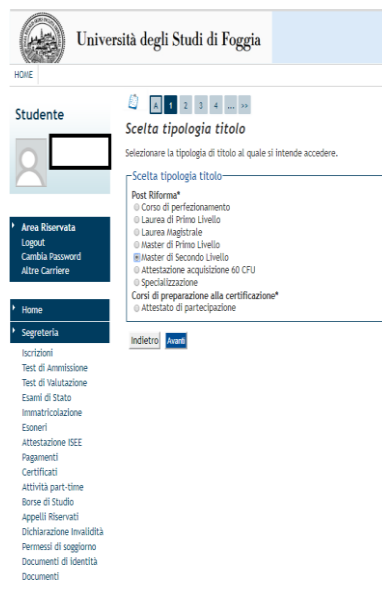 Università degli Studi di Foggia
HOME
Studente
A 1 2 3 4 ... >>
Scelta tipologia titolo
Selezionare la tipologia di titolo al quale si intende accedere.
Scelta tipologia titolo
Post Riforma*
Corso di perfezionamento
Laurea di Primo Livello
Laurea Magistrale
Master di Primo Livello
Master di Secondo Livello
Attestazione acquisizione 60 CFU
Specializzazione
Corsi di preparazione alla certificazione*
Attestato di partecipazione
Indietro Avanti
Area Riservata
Logout
Cambia Password
Altre Carriere
Home
Segreteria
Iscrizioni
Test di Ammissione
Test di Valutazione
Esami di Stato
Immatricolazione
Esoneri
Attestazione ISEE
Pagamenti
Certificati
Attività part-time
Borse di Studio
Appelli Riservati
Dichiarazione Invalidità
Permessi di soggiorno
Documenti di identità
Documenti